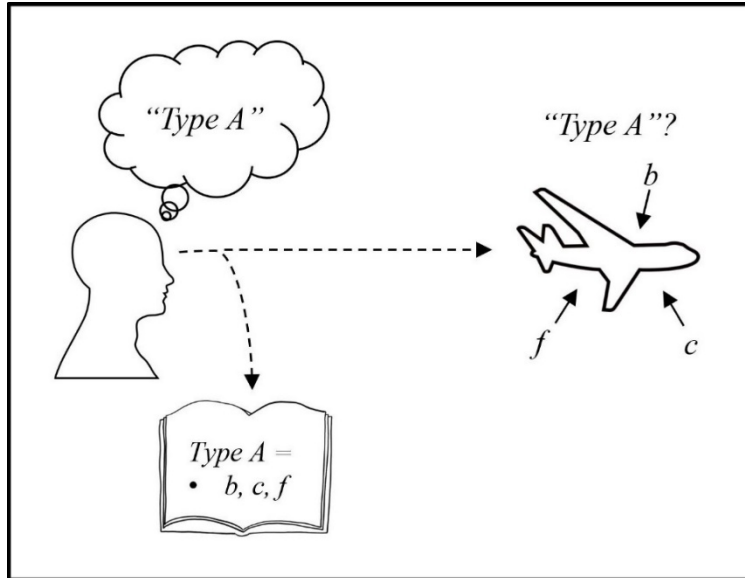 “Type A”
“Type A”?
b
f
c
Type A =
• b, c, f